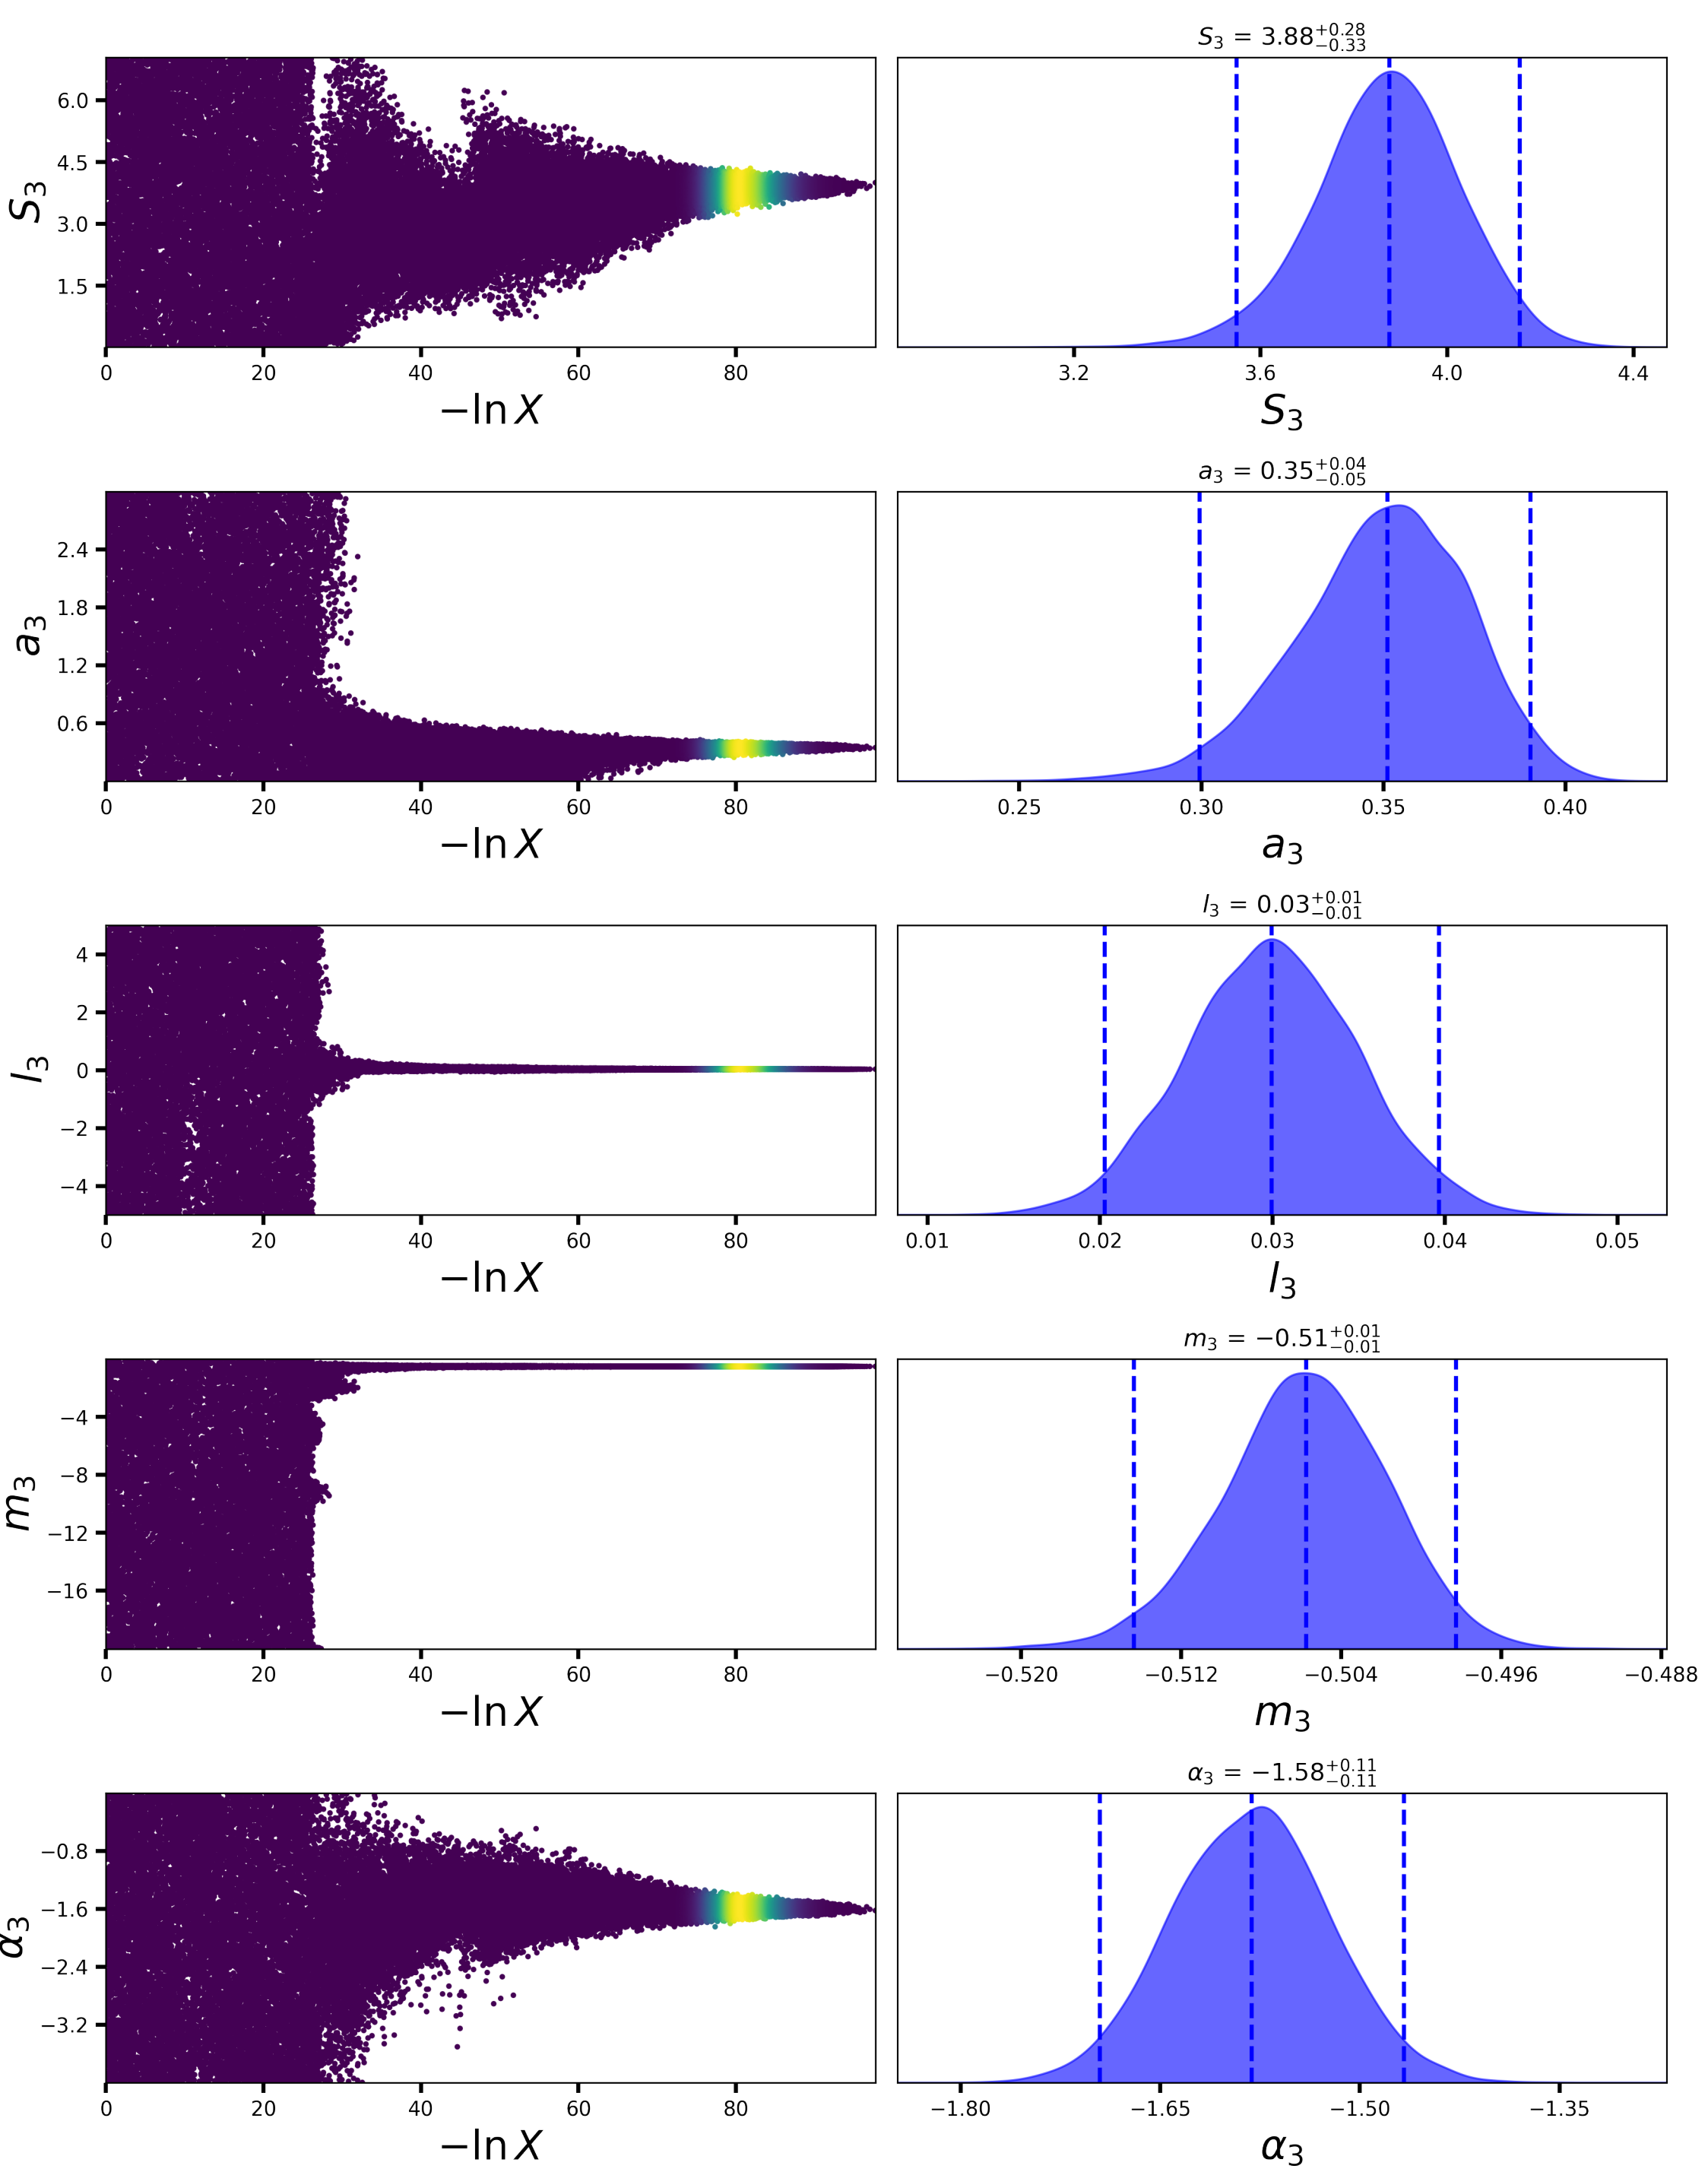 S₃ = 3.88⁺⁰·²⁸₋₀.₃₃
6.0
4.5
3.0
1.5
S₃
0 20 40 60 80
3.2 3.6 4.0 4.4
−ln X
S₃
a₃ = 0.35⁺⁰·⁰⁴₋₀.₀₅
2.4
1.8
1.2
0.6
a₃
0 20 40 60 80
0.25 0.30 0.35 0.40
−ln X
a₃
l₃ = 0.03⁺⁰·⁰¹₋₀.₀₁
4
2
0
−2
−4
l₃
0 20 40 60 80
0.01 0.02 0.03 0.04 0.05
−ln X
l₃
m₃ = −0.51⁺⁰·⁰¹₋₀.₀₁
−4
−8
−12
−16
m₃
0 20 40 60 80
−0.520 −0.512 −0.504 −0.496 −0.488
−ln X
m₃
α₃ = −1.58⁺⁰·¹¹₋₀.₁₁
−0.8
−1.6
−2.4
−3.2
α₃
0 20 40 60 80
−1.80 −1.65 −1.50 −1.35
−ln X
α₃